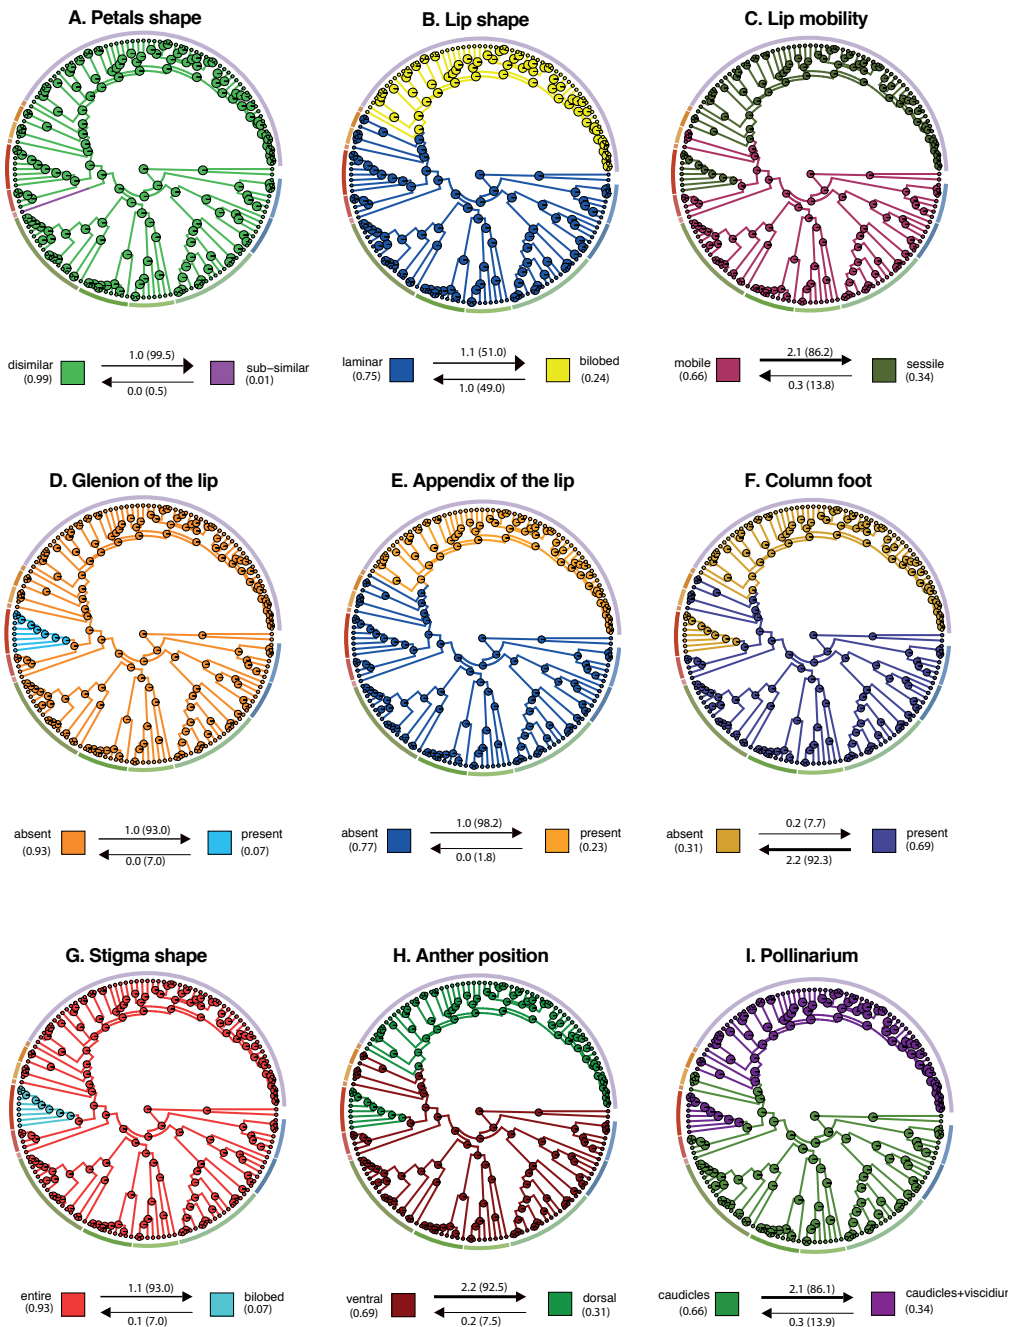 A. Petals shape
B. Lip shape
C. Lip mobility
disimilar
(0.99)
1.0 (99.5)
0.0 (0.5)
sub−similar
(0.01)
laminar
(0.75)
1.1 (51.0)
1.0 (49.0)
bilobed
(0.24)
mobile
(0.66)
2.1 (86.2)
0.3 (13.8)
sessile
(0.34)
D. Glenion of the lip
E. Appendix of the lip
F. Column foot
absent
(0.93)
1.0 (93.0)
0.0 (7.0)
present
(0.07)
absent
(0.77)
1.0 (98.2)
0.0 (1.8)
present
(0.23)
absent
(0.31)
0.2 (7.7)
2.2 (92.3)
present
(0.69)
G. Stigma shape
H. Anther position
I. Pollinarium
entire
(0.93)
1.1 (93.0)
0.1 (7.0)
bilobed
(0.07)
ventral
(0.69)
2.2 (92.5)
0.2 (7.5)
dorsal
(0.31)
caudicles
(0.66)
2.1 (86.1)
0.3 (13.9)
caudicles+viscidiur
(0.34)